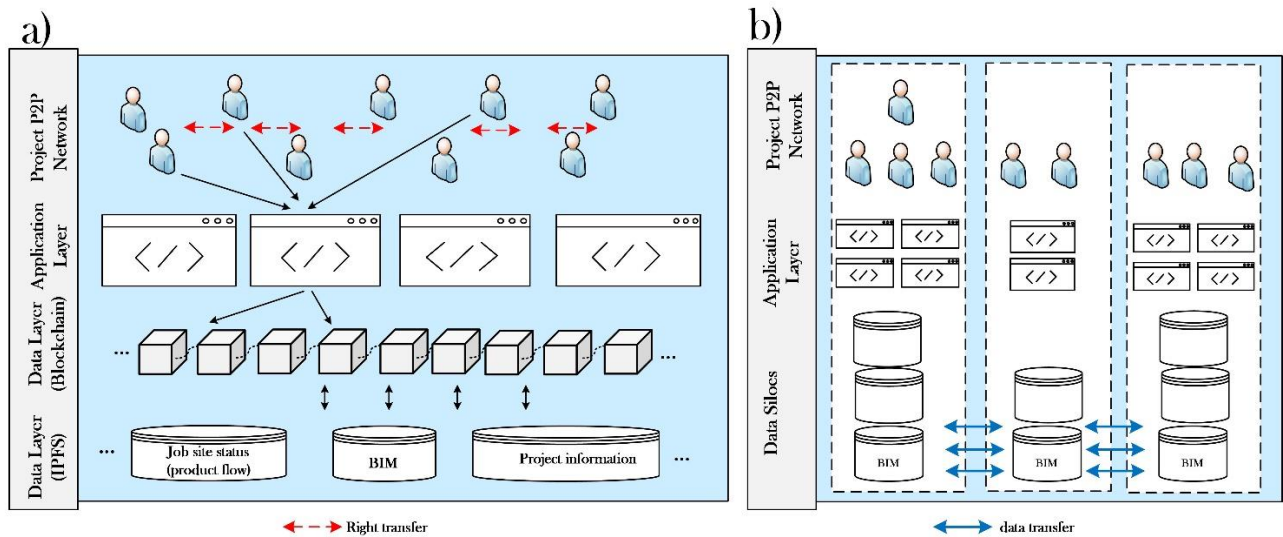 a)
Project P2P
Network
</>
</>
</>
</>
Application
Layer
...
...
Data Layer
(Blockchain)
...
Job site status
(product flow)
BIM
Project information
...
Data Layer
(IPFS)
Right transfer
b)
Project P2P
Network
</>
</>
</>
</>
</>
</>
</>
</>
</>
</>
Application
Layer
Data Silos
BIM
BIM
BIM
data transfer